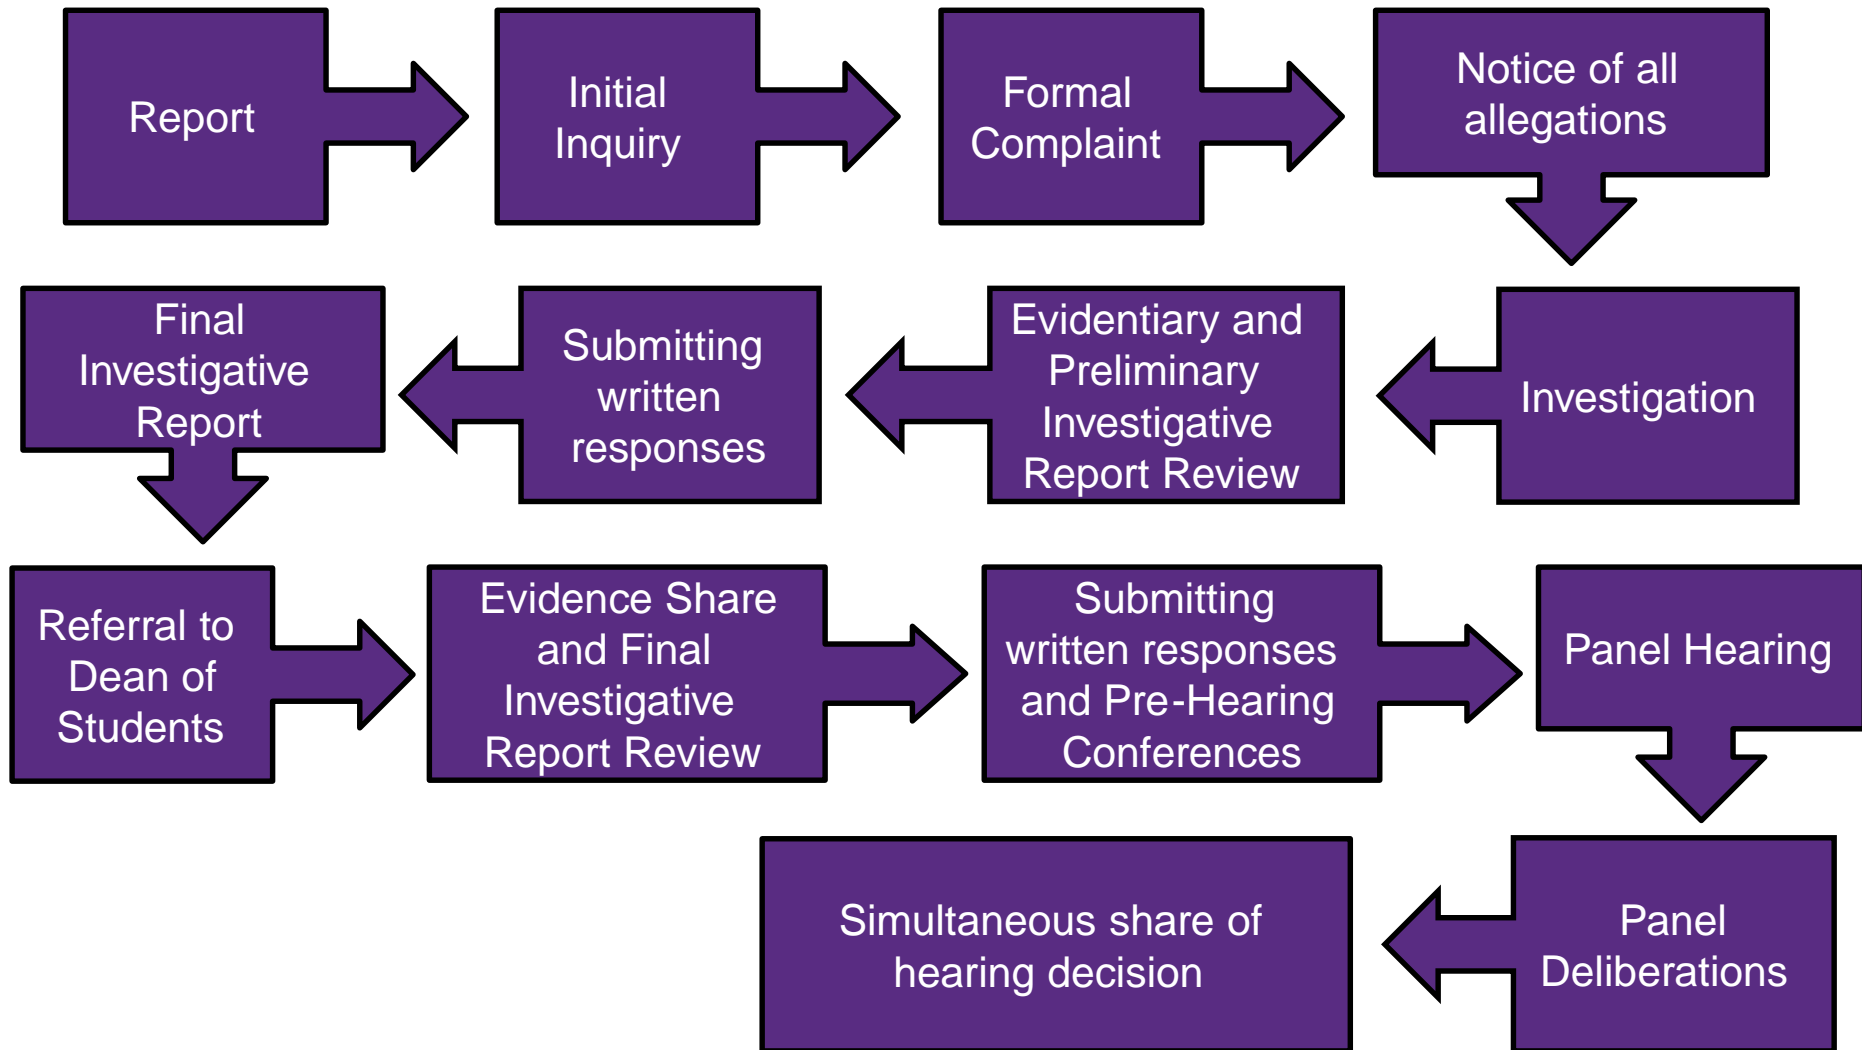 Report
Initial
Inquiry
Formal
Complaint
Notice of all
allegations
Investigation
Evidentiary and
Preliminary
Investigative
Report Review
Submitting
written
responses
Final
Investigative
Report
Referral to
Dean of
Students
Evidence Share
and Final
Investigative
Report Review
Submitting
written responses
and Pre-Hearing
Conferences
Panel Hearing
Panel
Deliberations
Simultaneous share of
hearing decision